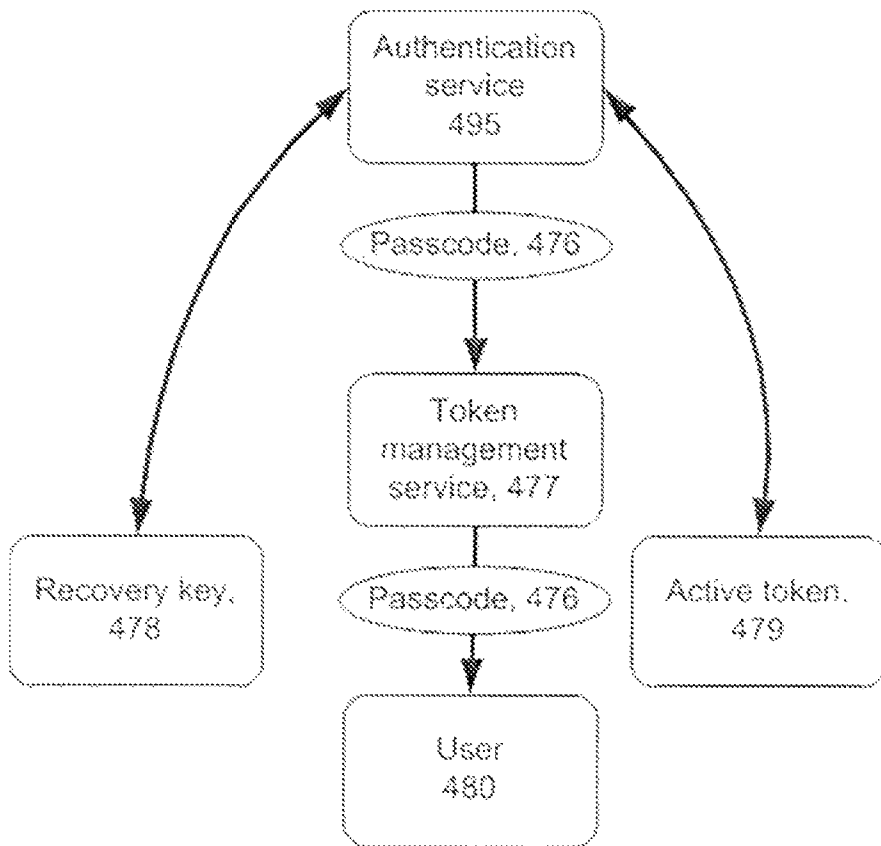 Authentication
service
495
Passcode, 476
Token
management
service, 477
Recovery key,
478
Passcode, 476
Active token,
479
User
480